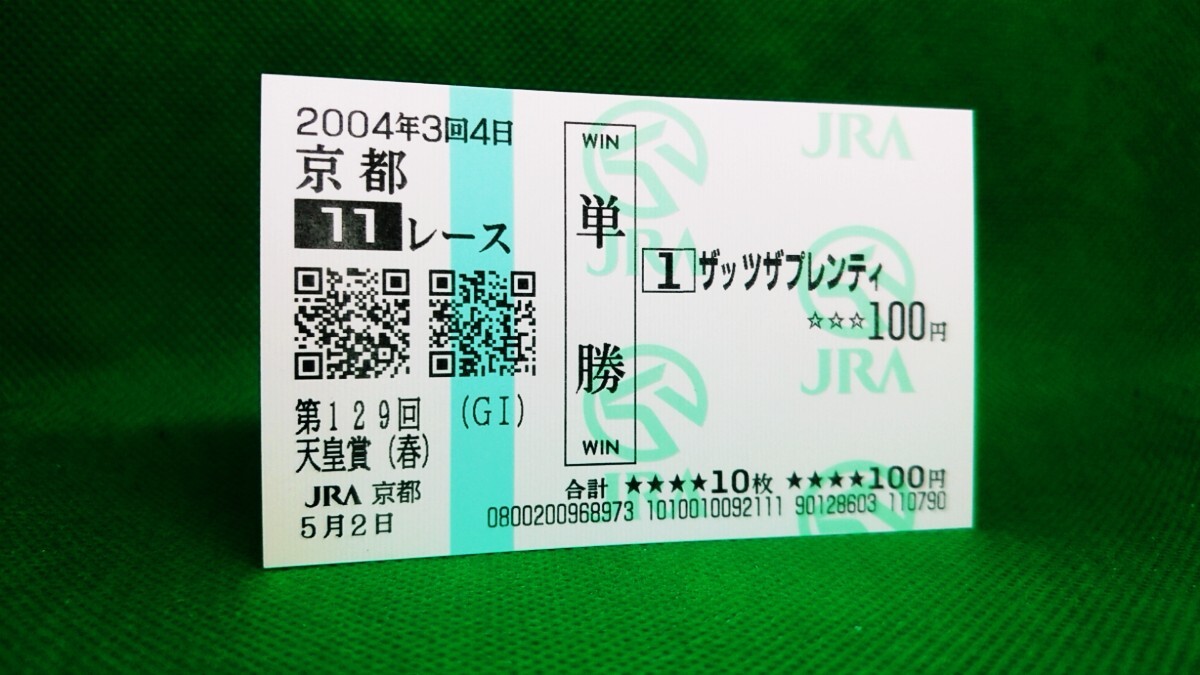 2004年3回4日
京都
11レース
第129回 (GI)
天皇賞(春)
JRA 京都
5月2日
WIN
単勝
WIN
1 ザッツザプレンティ
☆☆☆100円
合計 ★★★★10枚 ★★★★100円
0800200968973 1010010092111 90128603 110790
JRA
JRA
JRA
JRA